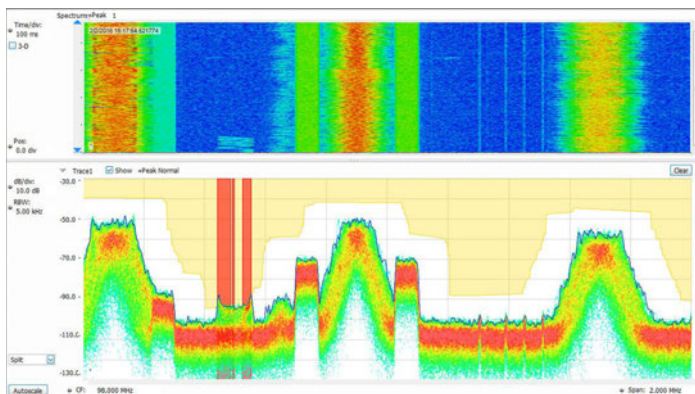 Spectrum+Peak 1
Time/div:
100 ms
3-D
Pos:
0.0 div
Trace1
Show
+Peak Normal
Clear
dB/div:
10.0 dB
RBW:
5.00 kHz
-30.0
-50.0
-70.0
-90.0
-110.0
-130.0
Split
Autoscale
CF:
98.000 MHz
Span:
2.000 MHz